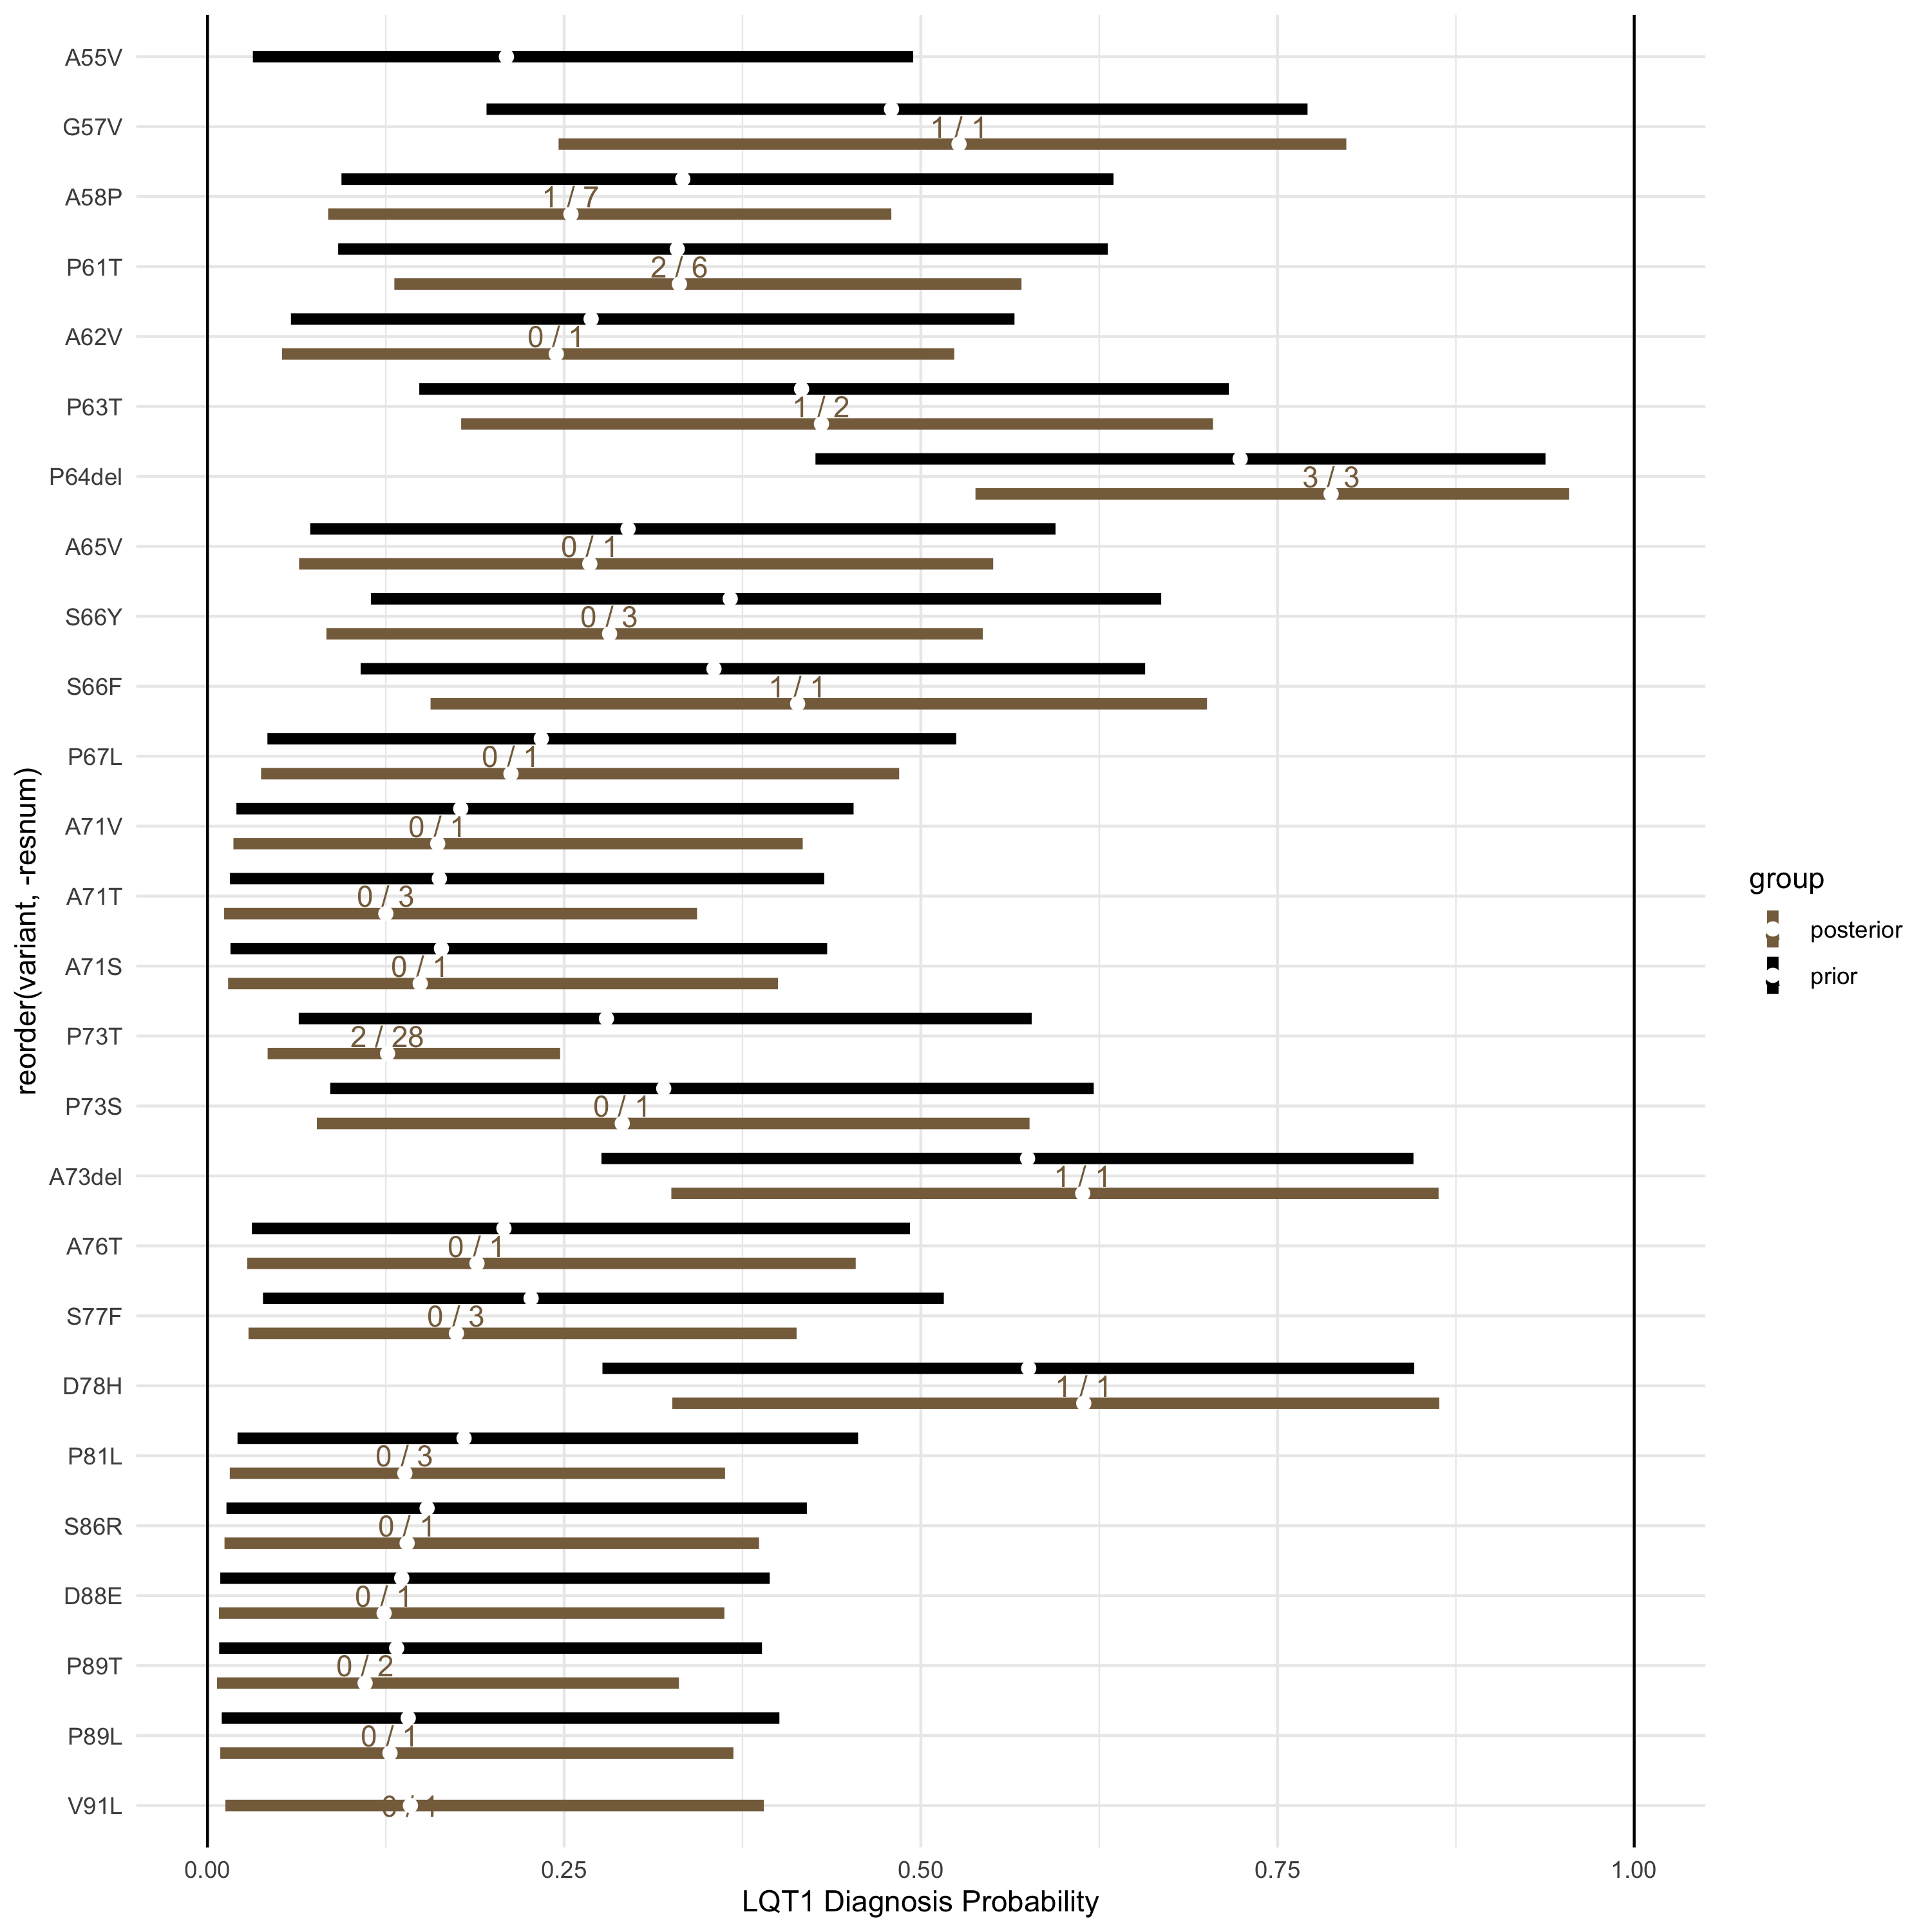 A55V
G57V
1 / 1
A58P
1 / 7
P61T
2 / 6
A62V
0 / 1
P63T
1 / 2
P64del
3 / 3
A65V
0 / 1
S66Y
0 / 3
S66F
1 / 1
P67L
0 / 1
A71V
0 / 1
A71T
0 / 3
A71S
0 / 1
P73T
2 / 28
P73S
0 / 1
A73del
1 / 1
A76T
0 / 1
S77F
0 / 3
D78H
1 / 1
P81L
0 / 3
S86R
0 / 1
D88E
0 / 1
P89T
0 / 2
P89L
0 / 1
V91L
0 / 1
0.00 0.25 0.50 0.75 1.00
LQT1 Diagnosis Probability
reorder(variant, -resnum)
group
posterior
prior